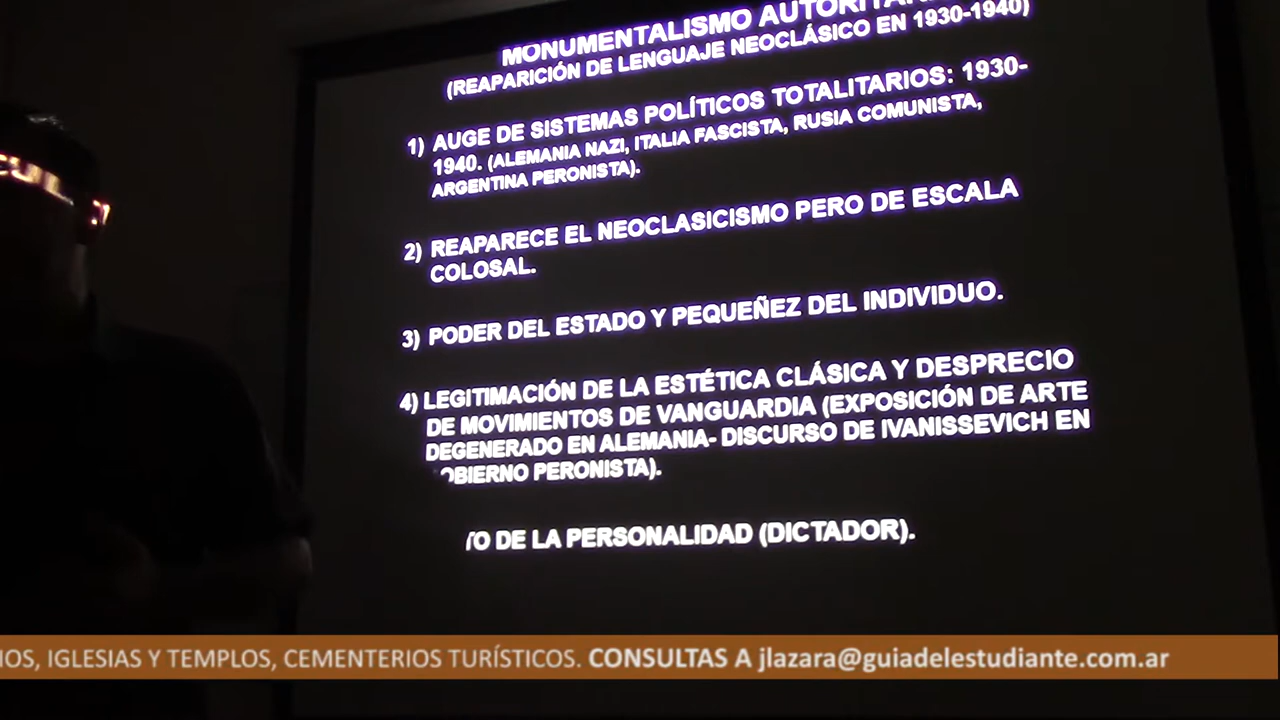 MONUMENTALISMO
(REAPARICIÓN DE LENGUAJE NEOCLÁSICO EN 1930-1940)
1) AUGE DE SISTEMAS POLÍTICOS TOTALITARIOS: 1930-
1940. (ALEMANIA NAZI, ITALIA FASCISTA, RUSIA COMUNISTA,
ARGENTINA PERONISTA).
2) REAPARECE EL NEOCLASICISMO PERO DE ESCALA
COLOSAL.
3) PODER DEL ESTADO Y PEQUEÑEZ DEL INDIVIDUO.
4) LEGITIMACIÓN DE LA ESTÉTICA CLÁSICA Y DESPRECIO
DE MOVIMIENTOS DE VANGUARDIA (EXPOSICIÓN DE ARTE
DEGENERADO EN ALEMANIA- DISCURSO DE IVANISSEVICH EN
PERONISTA).
DE LA PERSONALIDAD (DICTADOR).
IGLESIAS Y TEMPLOS, CEMENTERIOS TURÍSTICOS. CONSULTAS A jlazara@guiadelestudiante.com.ar